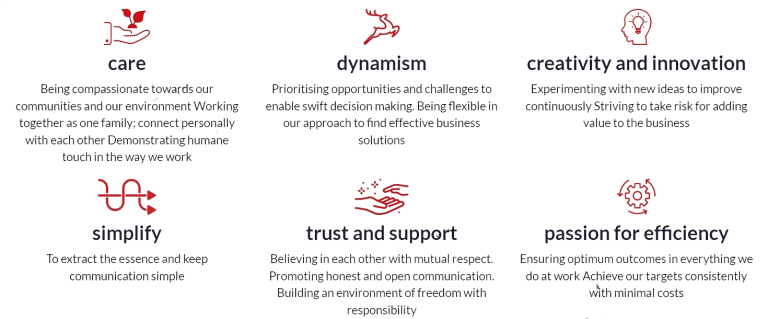 care
Being compassionate towards our
communities and our environment Working
together as one family; connect personally
with each other Demonstrating humane
touch in the way we work
dynamism
Prioritising opportunities and challenges to
enable swift decision making. Being flexible in
our approach to find effective business
solutions
creativity and innovation
Experimenting with new ideas to improve
continuously Striving to take risk for adding
value to the business
simplify
To extract the essence and keep
communication simple
trust and support
Believing in each other with mutual respect.
Promoting honest and open communication.
Building an environment of freedom with
responsibility
passion for efficiency
Ensuring optimum outcomes in everything we
do at work Achieve our targets consistently
with minimal costs